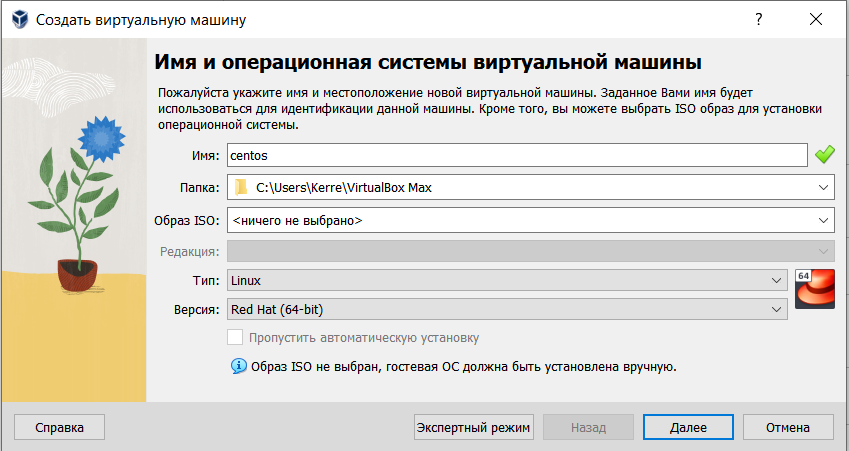 Создать виртуальную машину
Имя и операционная системы виртуальной машины
Пожалуйста укажите имя и местоположение новой виртуальной машины. Заданное Вами имя будет
использоваться для идентификации данной машины. Кроме того, вы можете выбрать ISO образ для установки
операционной системы.
Имя: centos
Папка: C:\Users\Kerre\VirtualBox Max
Образ ISO: <ничего не выбрано>
Редакция:
Тип: Linux
64
Версия: Red Hat (64-bit)
Пропустить автоматическую установку
Образ ISO не выбран, гостевая ОС должна быть установлена вручную.
Справка Экспертный режим Назад Далее Отмена